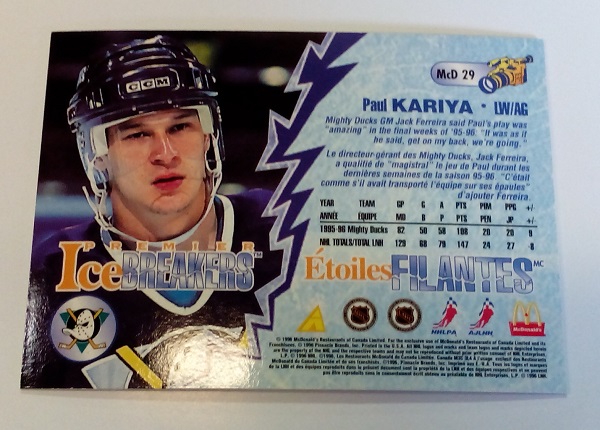 McD 29
CCM
Paul KARIYA • LW/AG
Mighty Ducks GM Jack Ferreira said Paul's play was
"amazing" in the final weeks of '95-96. "It was as if
he said, get on my back, we're going."
Le directeur-gérant des Mighty Ducks, Jack Ferreira,
a qualifié de "magistral" le jeu de Paul durant les
dernières semaines de la saison 95-96. "C'était
comme s'il avait transporté l'équipe sur ses épaules"
d'ajouter Ferreira.
YEAR TEAM GP G A PTS PIM PPG +/-
ANNÉE ÉQUIPE MD B P PTS PEN JP +/-
1995-96 Mighty Ducks 82 50 58 108 20 20 9
NHL TOTALS/TOTAL LNH 129 68 79 147 24 27 -8
PREMIER
Ice BREAKERS™
Étoiles FILANTES MC
NHLPA
AJLNH
McDonald's